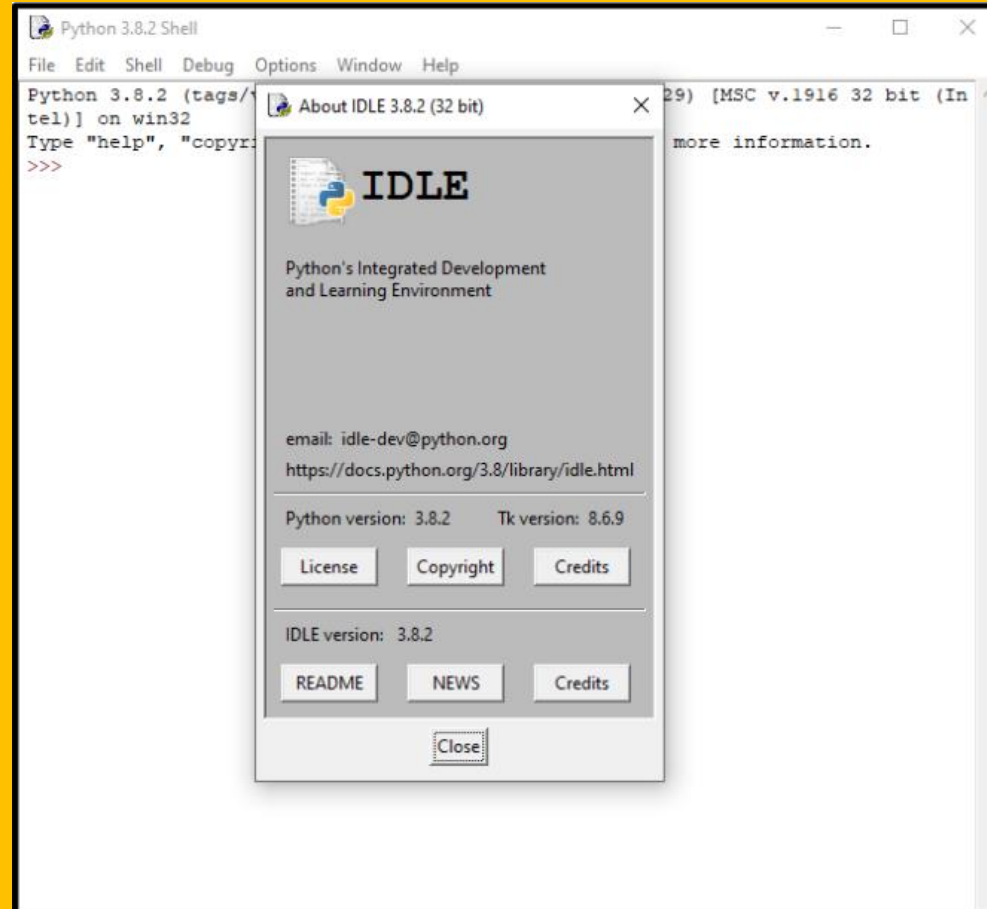 Python 3.8.2 Shell
File Edit Shell Debug Options Window Help
Python 3.8.2 (tags/ 29) [MSC v.1916 32 bit (In
tel)] on win32
Type "help", "copyri more information.
>>>
About IDLE 3.8.2 (32 bit)
IDLE
Python's Integrated Development
and Learning Environment
email: idle-dev@python.org
https://docs.python.org/3.8/library/idle.html
Python version: 3.8.2 Tk version: 8.6.9
License Copyright Credits
IDLE version: 3.8.2
README NEWS Credits
Close